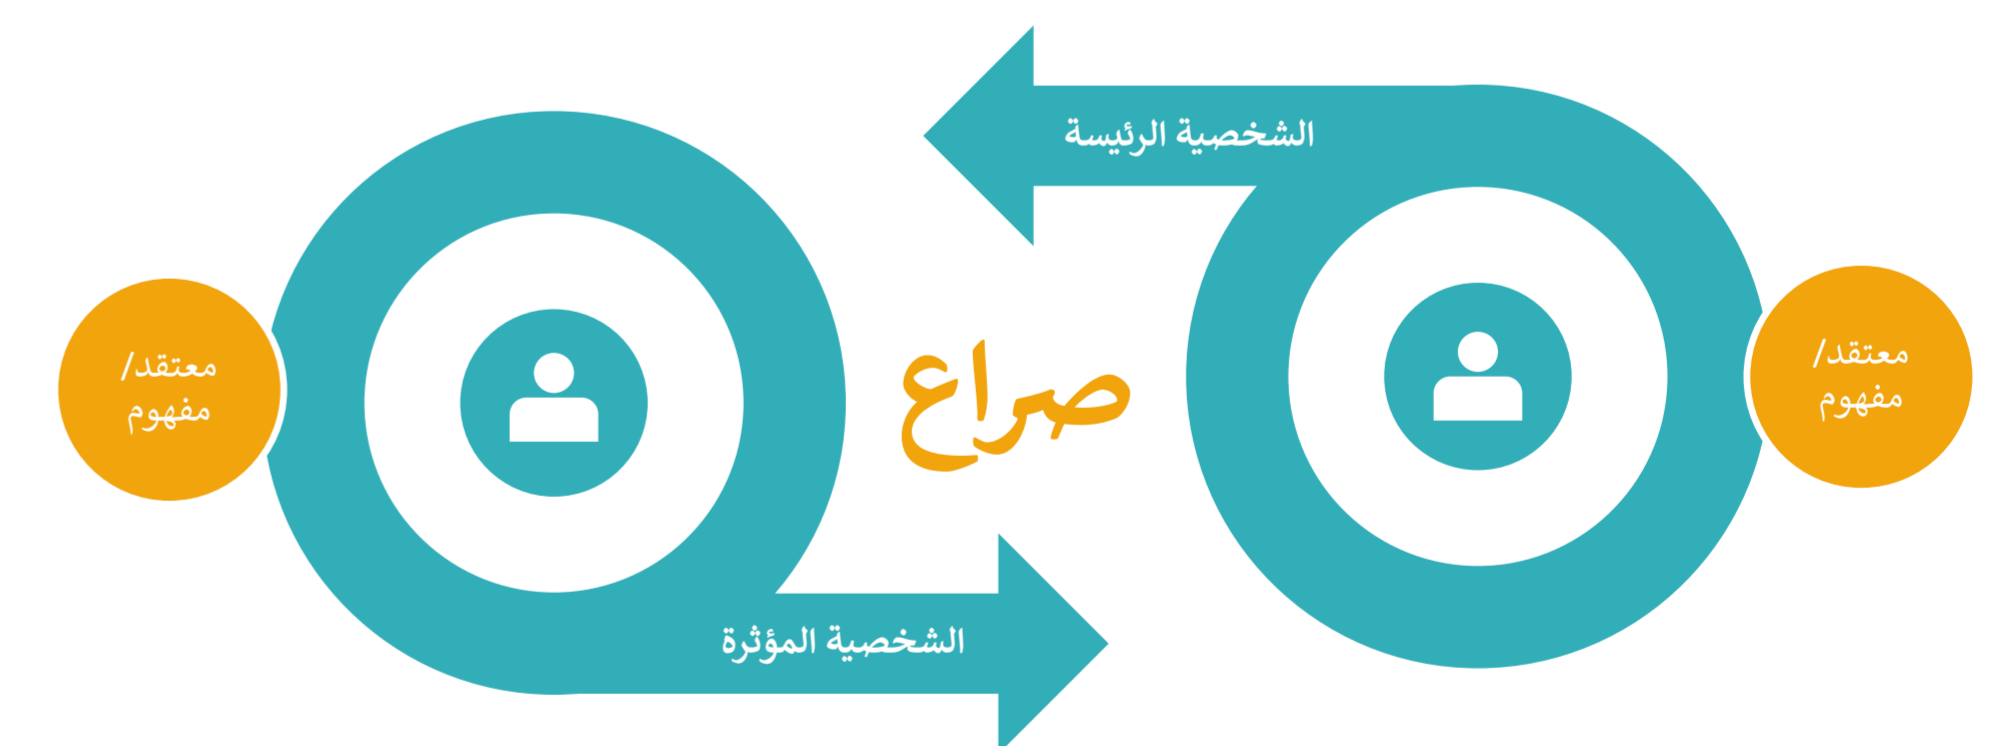 الشخصية الرئيسة
معتقد/
مفهوم
صراع
معتقد/
مفهوم
الشخصية المؤثرة